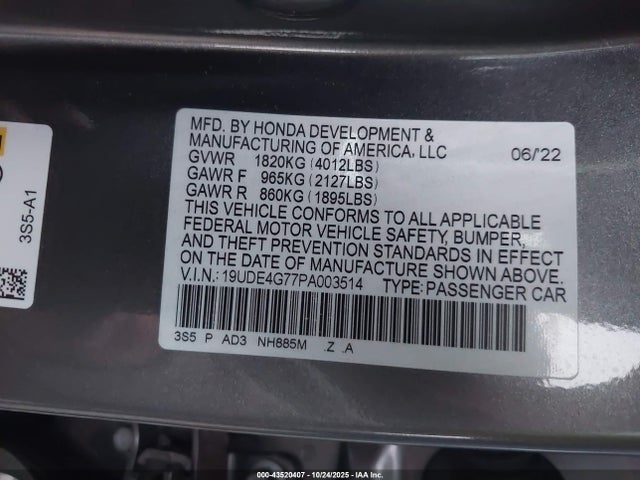 MFD. BY HONDA DEVELOPMENT &
MANUFACTURING OF AMERICA, LLC 06/'22
GVWR 1820KG (4012LBS)
GAWR F 965KG (2127LBS)
GAWR R 860KG (1895LBS)
THIS VEHICLE CONFORMS TO ALL APPLICABLE
FEDERAL MOTOR VEHICLE SAFETY, BUMPER,
AND THEFT PREVENTION STANDARDS IN EFFECT
ON THE DATE OF MANUFACTURE SHOWN ABOVE.
V.I.N.:19UDE4G77PA003514 TYPE:PASSENGER CAR
3S5 P AD3 NH885M .Z .A
3S5-A1
000-43520407 - 10/24/2025 - IAA Inc.